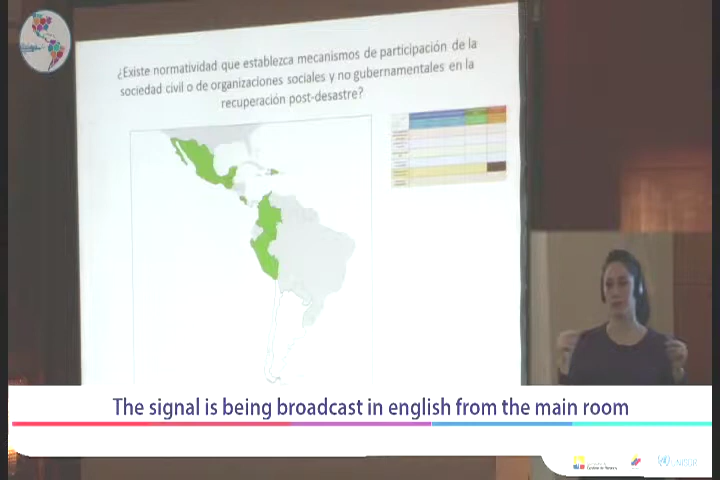 ¿Existe normatividad que establezca mecanismos de participación de la
sociedad civil o de organizaciones sociales y no gubernamentales en la
recuperación post-desastre?
The signal is being broadcast in english from the main room
UNISDR